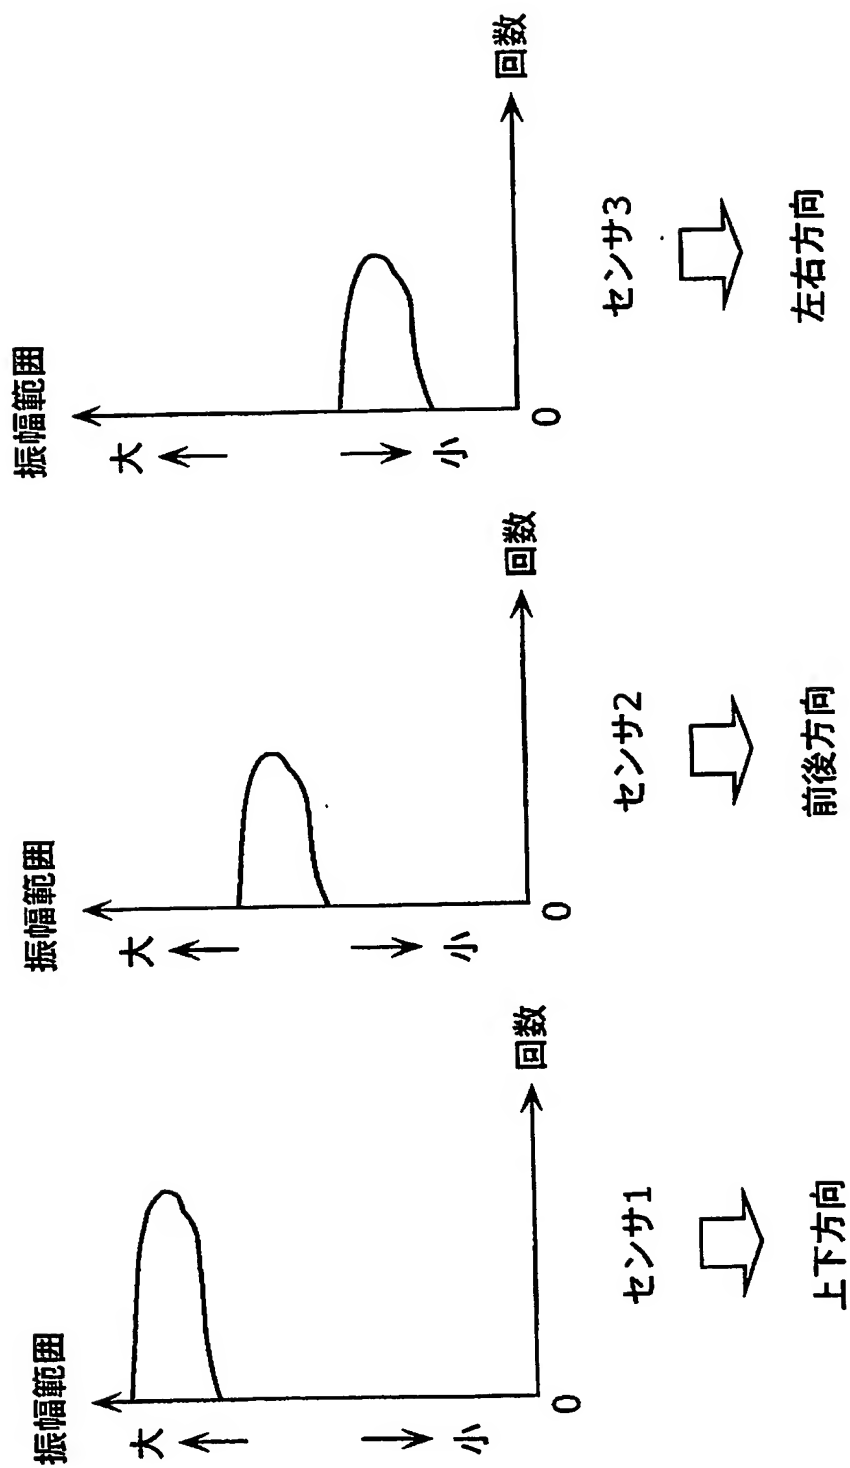 振幅範囲
大
小
0
回数
センサ1
上下方向
振幅範囲
大
小
0
回数
センサ2
前後方向
振幅範囲
大
小
0
回数
センサ3
左右方向